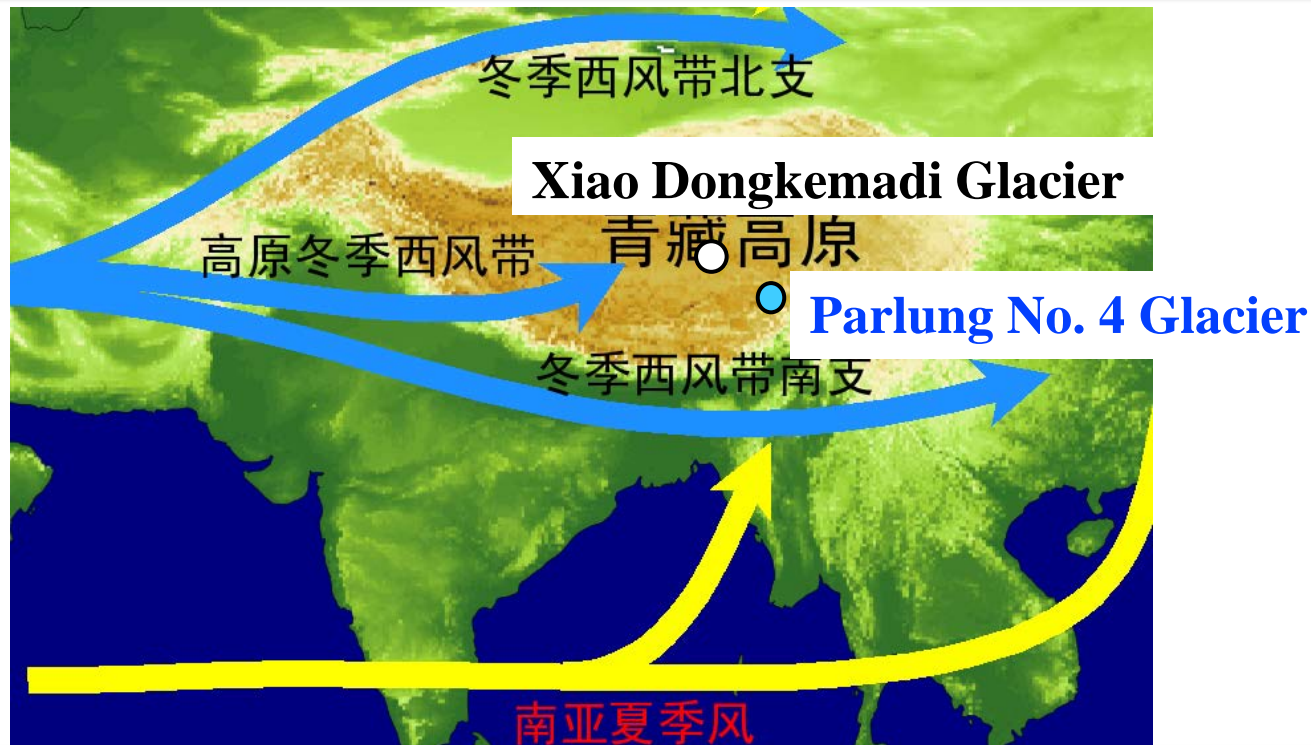 冬季西风带北支
Xiao Dongkemadi Glacier
青藏高原
高原冬季西风带
Parlung No. 4 Glacier
冬季西风带南支
南亚夏季风